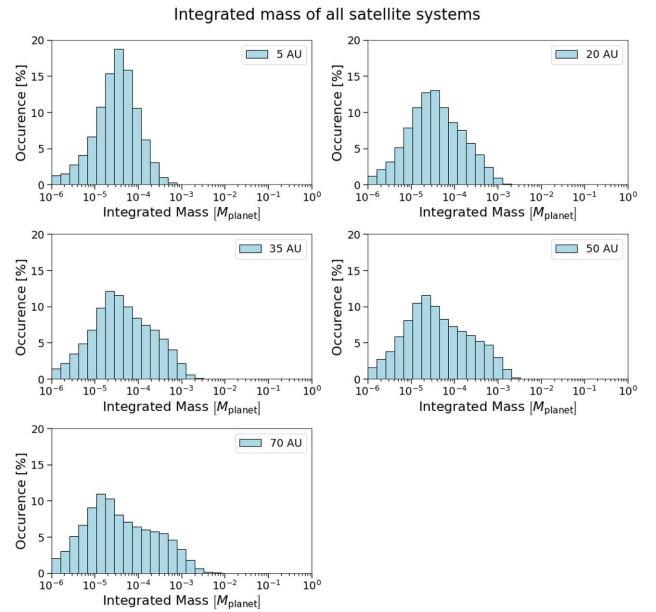 Integrated mass of all satellite systems
20
15
10
5
0
Occurence [%]
5 AU
10⁻⁶ 10⁻⁵ 10⁻⁴ 10⁻³ 10⁻² 10⁻¹ 10⁰
Integrated Mass [M_planet]
20
15
10
5
0
Occurence [%]
20 AU
10⁻⁶ 10⁻⁵ 10⁻⁴ 10⁻³ 10⁻² 10⁻¹ 10⁰
Integrated Mass [M_planet]
20
15
10
5
0
Occurence [%]
35 AU
10⁻⁶ 10⁻⁵ 10⁻⁴ 10⁻³ 10⁻² 10⁻¹ 10⁰
Integrated Mass [M_planet]
20
15
10
5
0
Occurence [%]
50 AU
10⁻⁶ 10⁻⁵ 10⁻⁴ 10⁻³ 10⁻² 10⁻¹ 10⁰
Integrated Mass [M_planet]
20
15
10
5
0
Occurence [%]
70 AU
10⁻⁶ 10⁻⁵ 10⁻⁴ 10⁻³ 10⁻² 10⁻¹ 10⁰
Integrated Mass [M_planet]